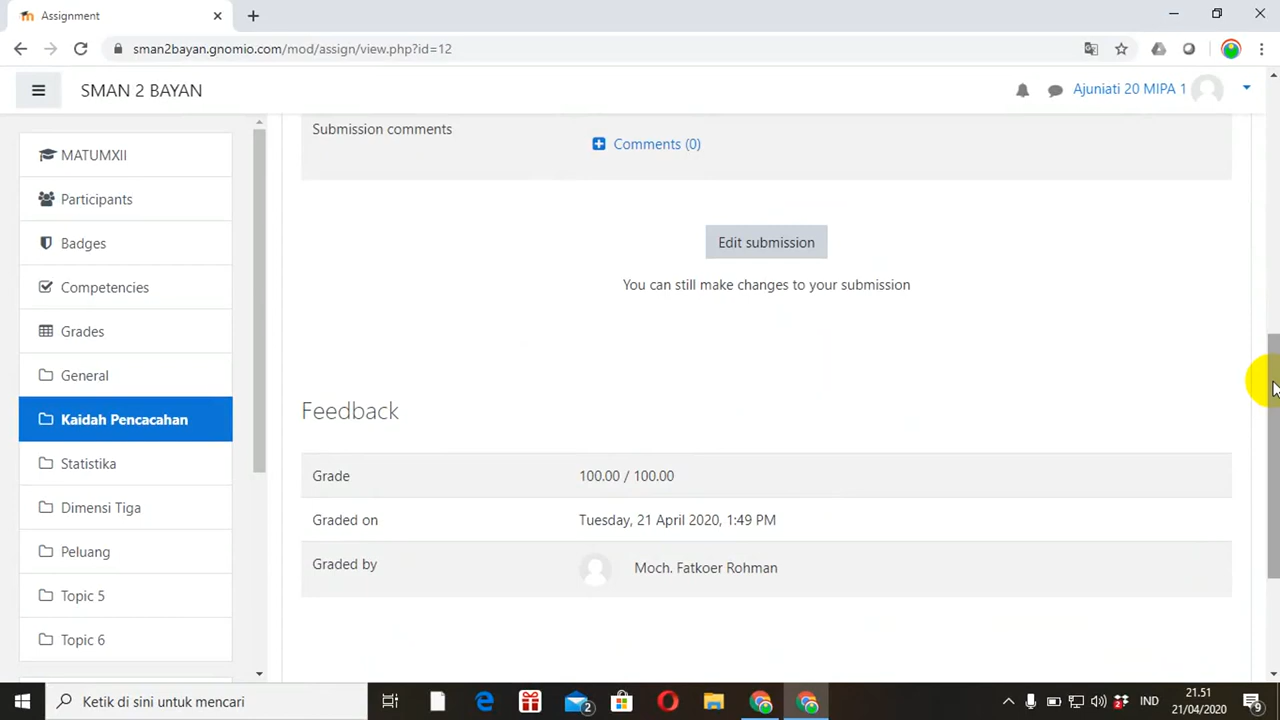 Assignment
sman2bayan.gnomio.com/mod/assign/view.php?id=12
SMAN 2 BAYAN
Ajuniati 20 MIPA 1
MATUMXII
Participants
Badges
Competencies
Grades
General
Kaidah Pencacahan
Statistika
Dimensi Tiga
Peluang
Topic 5
Topic 6
Submission comments
Comments (0)
Edit submission
You can still make changes to your submission
Feedback
Grade 100.00 / 100.00
Graded on Tuesday, 21 April 2020, 1:49 PM
Graded by Moch. Fatkoer Rohman
Ketik di sini untuk mencari
2
2
IND
21.51
21/04/2020
9